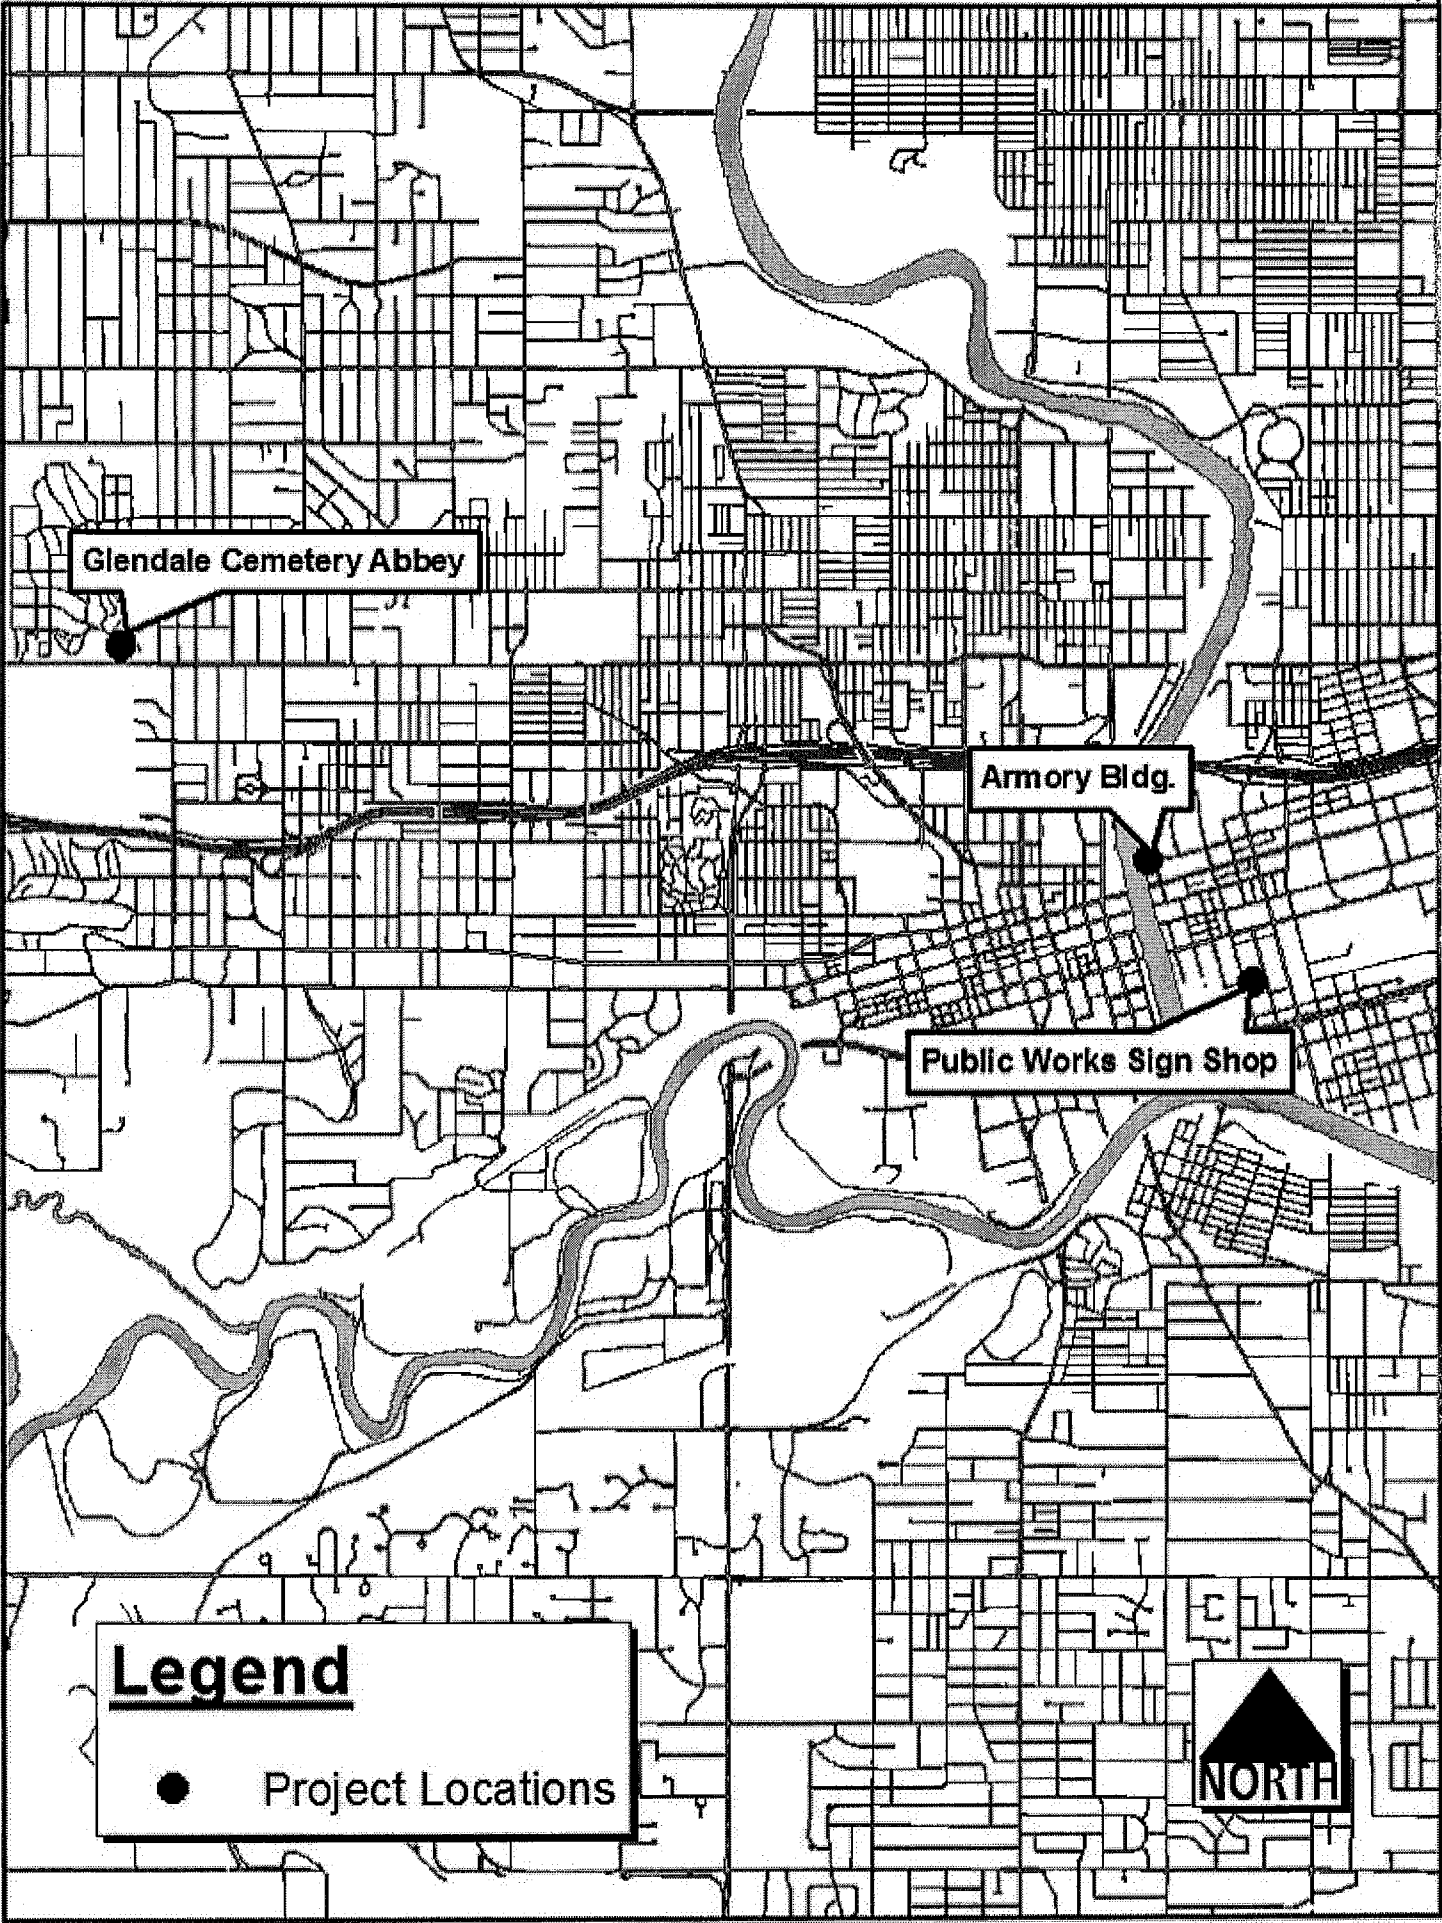 Glendale Cemetery Abbey
Armory Bldg.
Public Works Sign Shop
Legend
Project Locations
NORTH